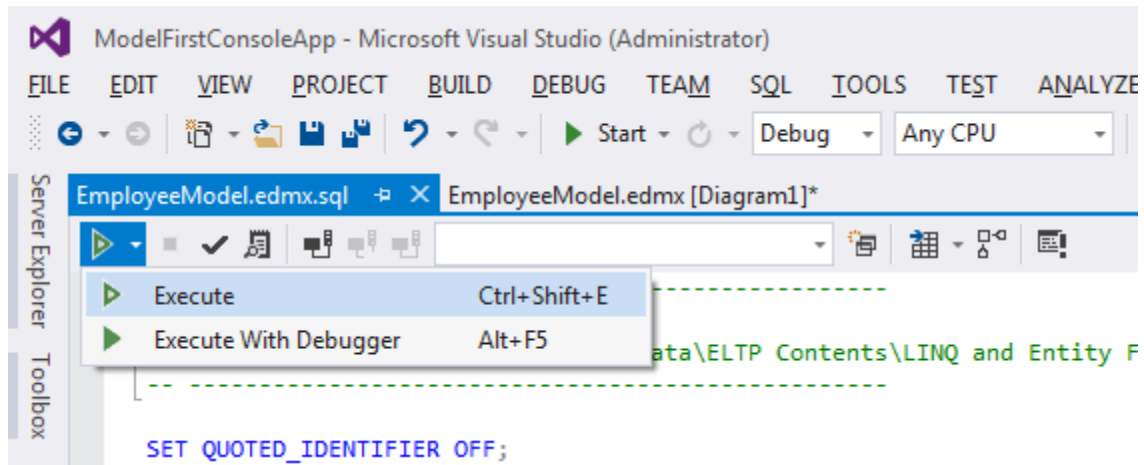 ModelFirstConsoleApp - Microsoft Visual Studio (Administrator)
FILE EDIT VIEW PROJECT BUILD DEBUG TEAM SQL TOOLS TEST ANALYZE
Start Debug Any CPU
Server Explorer
Toolbox
EmployeeModel.edmx.sql EmployeeModel.edmx [Diagram1]*
Execute Ctrl+Shift+E
Execute With Debugger Alt+F5
ata\ELTP Contents\LINQ and Entity F
-- --------------------------------------------------
SET QUOTED_IDENTIFIER OFF;